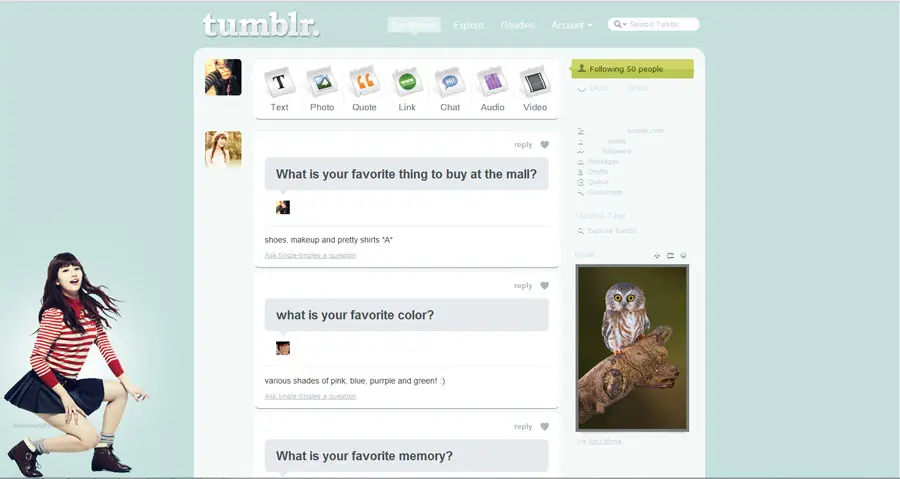 tumblr.
Explore
Goodies
Account
Search Tumblr
Text
Photo
Quote
Link
Chat
Audio
Video
Following 50 people
Liked posts
tumblr.com
posts
followers
Messages
Drafts
Queue
Customize
Tracked Tags
Explore Tumblr
Radar
reply
What is your favorite thing to buy at the mall?
shoes, makeup and pretty shirts "A"
Ask tingle-tingles a question
reply
what is your favorite color?
various shades of pink, blue, purrple and green! :)
Ask tingle-tingles a question
reply
What is your favorite memory?